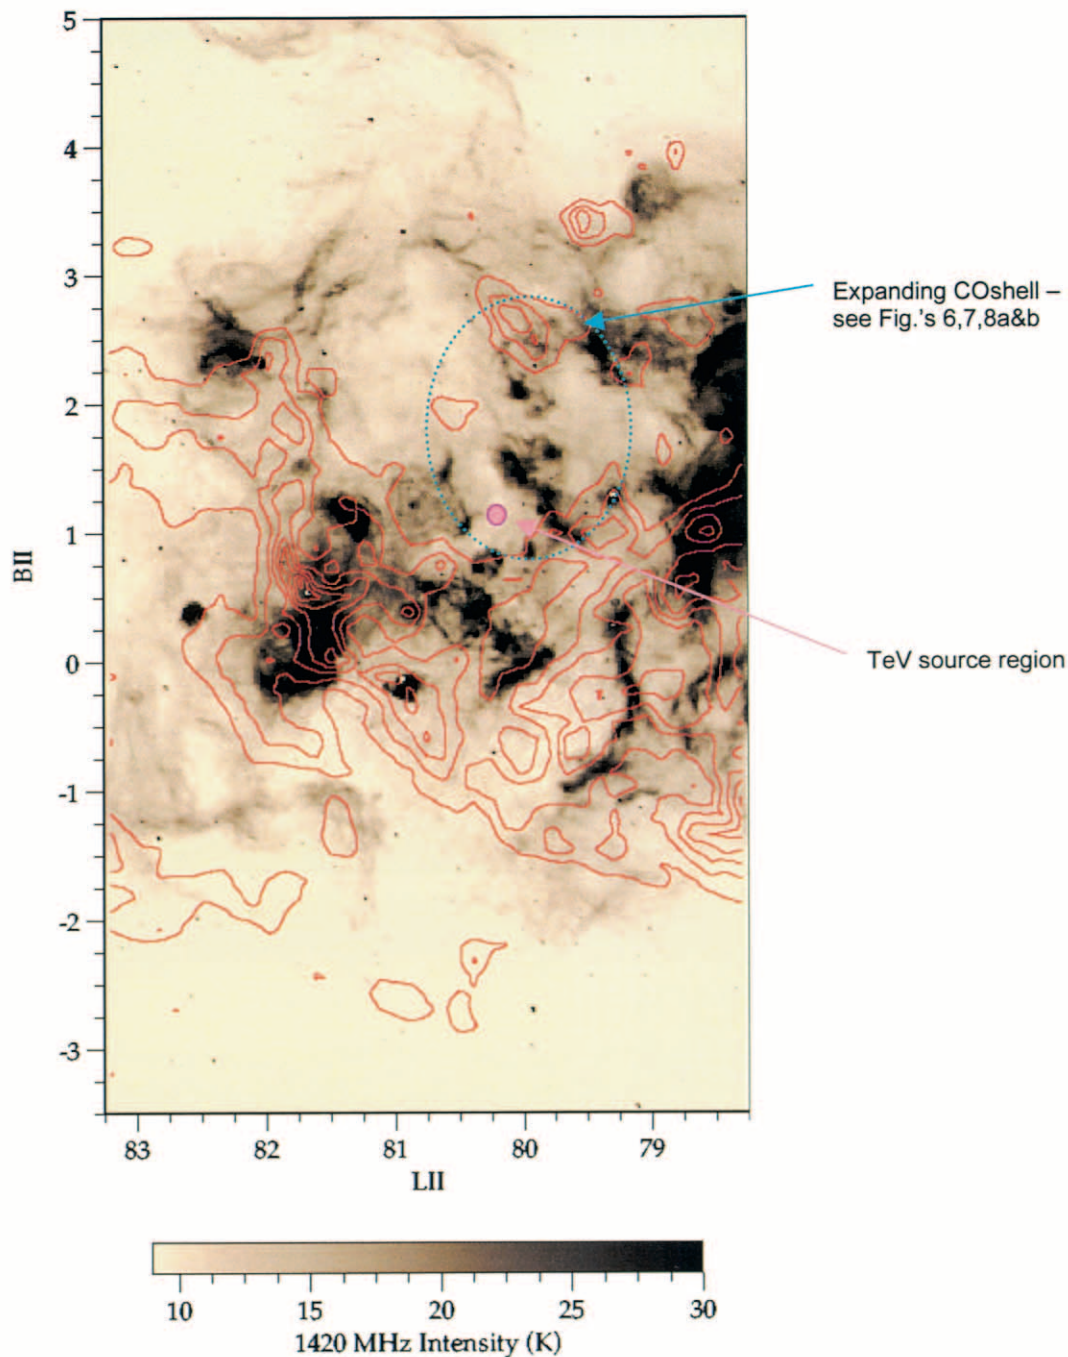 5
4
3
2
1
0
-1
-2
-3
BII
Expanding COshell –
see Fig.'s 6,7,8a&b
TeV source region
83 82 81 80 79
LII
10 15 20 25 30
1420 MHz Intensity (K)